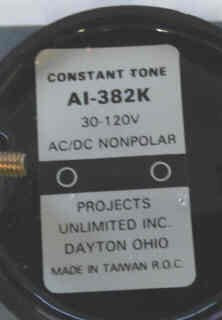 CONSTANT TONE
AI-382K
30-120V
AC/DC NONPOLAR
PROJECTS
UNLIMITED INC.
DAYTON OHIO
MADE IN TAIWAN R.O.C.